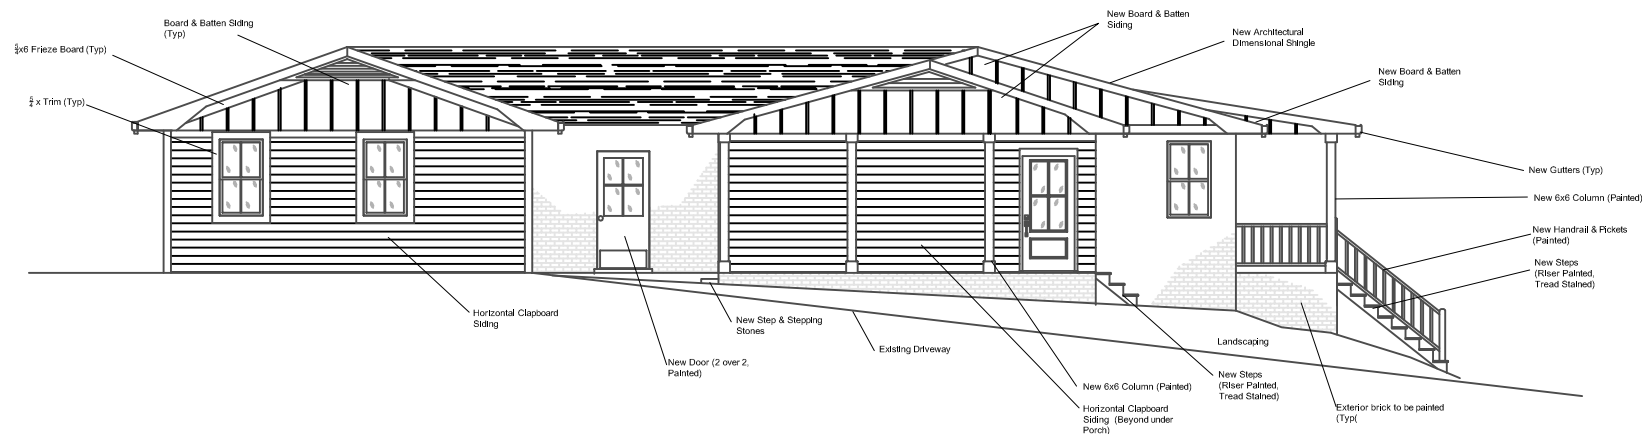 New Board & Batten
Siding
Board & Batten Siding
(Typ)
New Architectural
Dimensional Shingle
5/4x6 Frieze Board (Typ)
New Board & Batten
Siding
5/4 x Trim (Typ)
New Gutters (Typ)
New 6x6 Column (Painted)
New Handrail & Pickets
(Painted)
New Steps
(Riser Painted,
Tread Stained)
Horizontal Clapboard
Siding
New Step & Stepping
Stones
Existing Driveway
Landscaping
New Door (2 over 2,
Painted)
New Steps
(Riser Painted,
Tread Stained)
New 6x6 Column (Painted)
Horizontal Clapboard
Siding (Beyond under
Porch)
Exterior brick to be painted
(Typ(